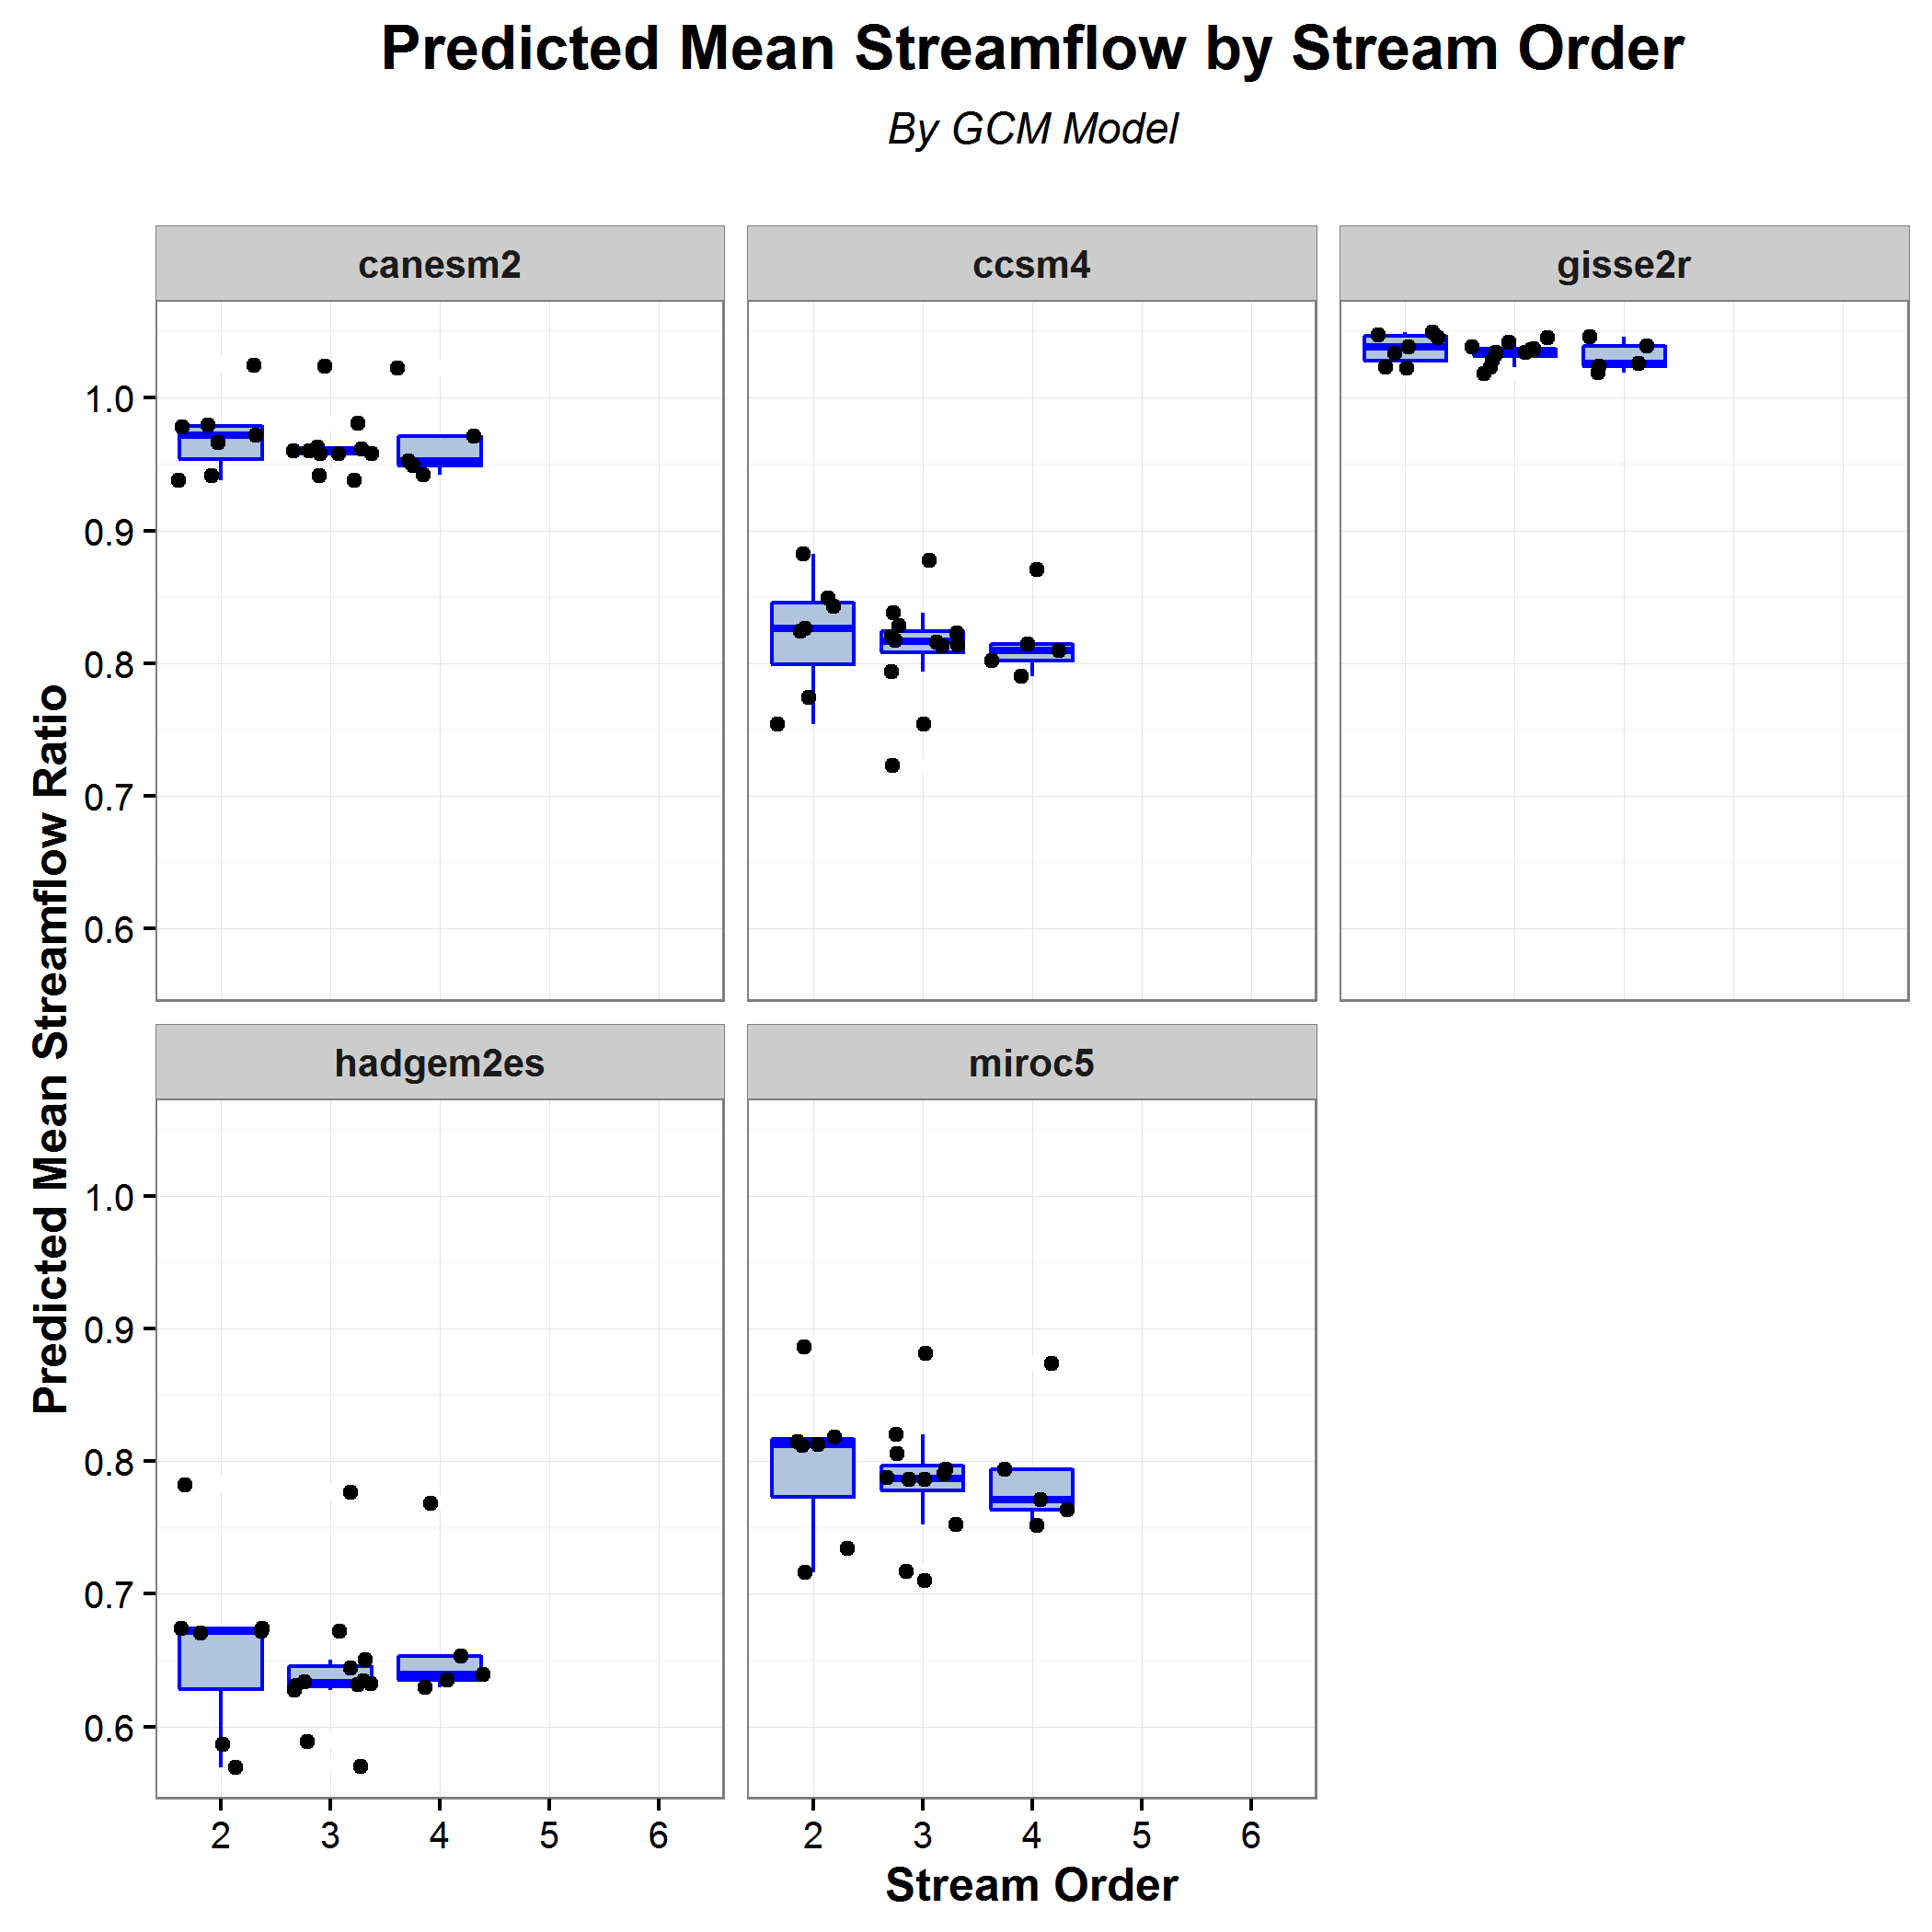 Predicted Mean Streamflow by Stream Order
By GCM Model
canesm2
ccsm4
gisse2r
1.0
0.9
0.8
0.7
0.6
Predicted Mean Streamflow Ratio
hadgem2es
miroc5
1.0
0.9
0.8
0.7
0.6
2 3 4 5 6
2 3 4 5 6
Stream Order